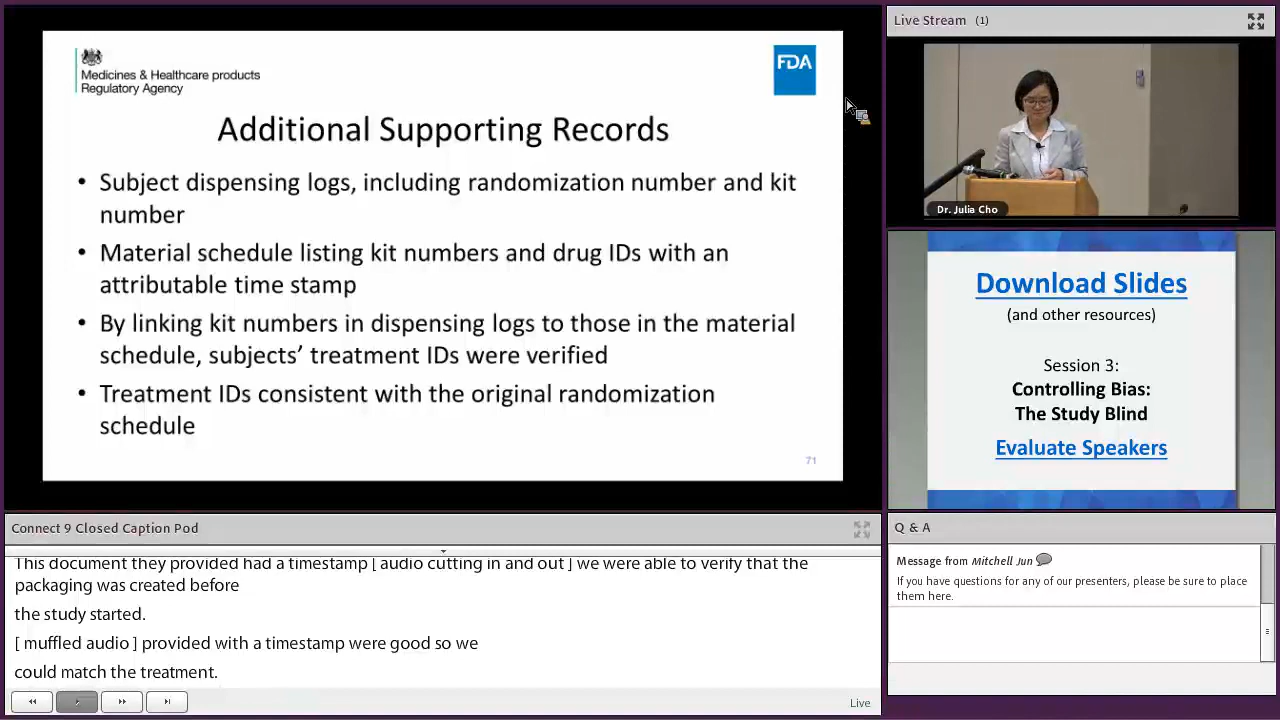 Medicines & Healthcare products
Regulatory Agency
FDA
Additional Supporting Records
• Subject dispensing logs, including randomization number and kit
number
• Material schedule listing kit numbers and drug IDs with an
attributable time stamp
• By linking kit numbers in dispensing logs to those in the material
schedule, subjects’ treatment IDs were verified
• Treatment IDs consistent with the original randomization
schedule
71
Live Stream (1)
Dr. Julia Cho
Download Slides
(and other resources)
Session 3:
Controlling Bias:
The Study Blind
Evaluate Speakers
Connect 9 Closed Caption Pod
This document they provided had a timestamp [ audio cutting in and out ] we were able to verify that the
packaging was created before
the study started.
[ muffled audio ] provided with a timestamp were good so we
could match the treatment.
Live
Q & A
Message from Mitchell Jun
If you have questions for any of our presenters, please be sure to place
them here.